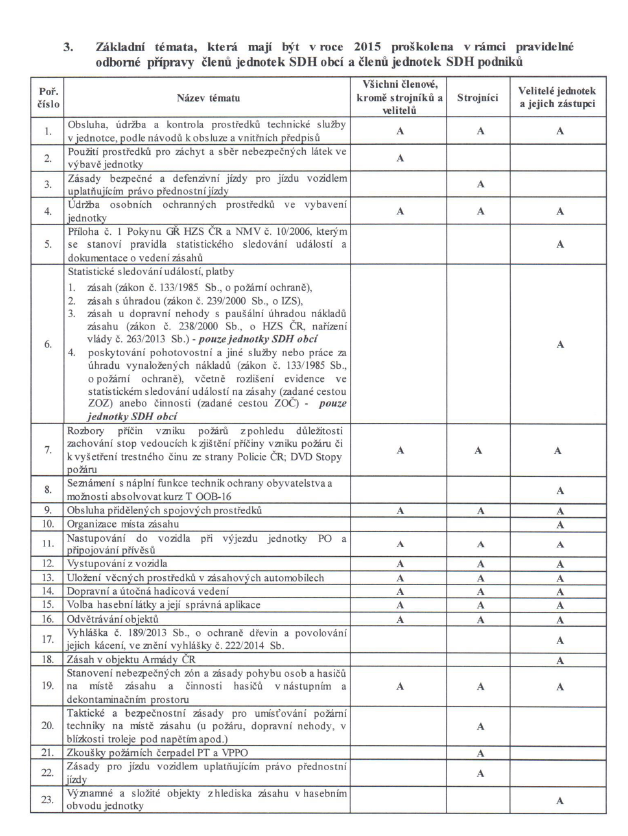 3. Základní témata, která mají být v roce 2015 proškolena v rámci pravidelné
odborné přípravy členů jednotek SDH obcí a členů jednotek SDH podniků
Poř. číslo | Název tématu | Všichni členové, kromě strojníků a velitelů | Strojníci | Velitelé jednotek a jejich zástupci
1. Obsluha, údržba a kontrola prostředků technické služby A A A
v jednotce, podle návodů k obsluze a vnitřních předpisů
2. Použití prostředků pro záchyt a sběr nebezpečných látek ve A
výbavě jednotky
3. Zásady bezpečné a defenzivní jízdy pro jízdu vozidlem A
uplatňujícím právo přednostní jízdy
4. Údržba osobních ochranných prostředků ve vybavení A A A
jednotky
5. Příloha č. 1 Pokynu GŘ HZS ČR a NMV č. 10/2006, kterým A
se stanoví pravidla statistického sledování událostí a
dokumentace o vedení zásahů
6. Statistické sledování událostí, platby A
1. zásah (zákon č. 133/1985 Sb., o požární ochraně),
2. zásah s úhradou (zákon č. 239/2000 Sb., o IZS),
3. zásah u dopravní nehody s paušální úhradou nákladů
zásahu (zákon č. 238/2000 Sb., o HZS ČR, nařízení
vlády č. 263/2013 Sb.) - pouze jednotky SDH obcí
4. poskytování pohotovostní a jiné služby nebo práce za
úhradu vynaložených nákladů (zákon č. 133/1985 Sb.,
o požární ochraně), včetně rozlišení evidence ve
statistickém sledování událostí na zásahy (zadané cestou
ZOZ) anebo činnosti (zadané cestou ZOČ) - pouze
jednotky SDH obcí
7. Rozbory příčin vzniku požárů z pohledu důležitosti A A A
zachování stop vedoucích k zjištění příčiny vzniku požáru či
k vyšetření trestného činu ze strany Policie ČR; DVD Stopy
požáru
8. Seznámení s náplní funkce technik ochrany obyvatelstva a A
možnosti absolvovat kurz T OOB-16
9. Obsluha přidělených spojových prostředků A A A
10. Organizace místa zásahu A
11. Nastupování do vozidla při výjezdu jednotky PO a A A A
připojování přívěsů
12. Vystupování z vozidla A A A
13. Uložení věcných prostředků v zásahových automobilech A A A
14. Dopravní a útočná hadicová vedení A A A
15. Volba hasební látky a její správná aplikace A A A
16. Odvětrávání objektů A A A
17. Vyhláška č. 189/2013 Sb., o ochraně dřevin a povolování A
jejich kácení, ve znění vyhlášky č. 222/2014 Sb.
18. Zásah v objektu Armády ČR A
19. Stanovení nebezpečných zón a zásady pohybu osob a hasičů A A A
na místě zásahu a činnosti hasičů v nástupním a
dekontaminačním prostoru
20. Taktické a bezpečnostní zásady pro umísťování požární A
techniky na místě zásahu (u požáru, dopravní nehody, v
blízkosti troleje pod napětím apod.)
21. Zkoušky požárních čerpadel PT a VPPO A
22. Zásady pro jízdu vozidlem uplatňujícím právo přednostní A
jízdy
23. Významné a složité objekty z hlediska zásahu v hasebním A
obvodu jednotky